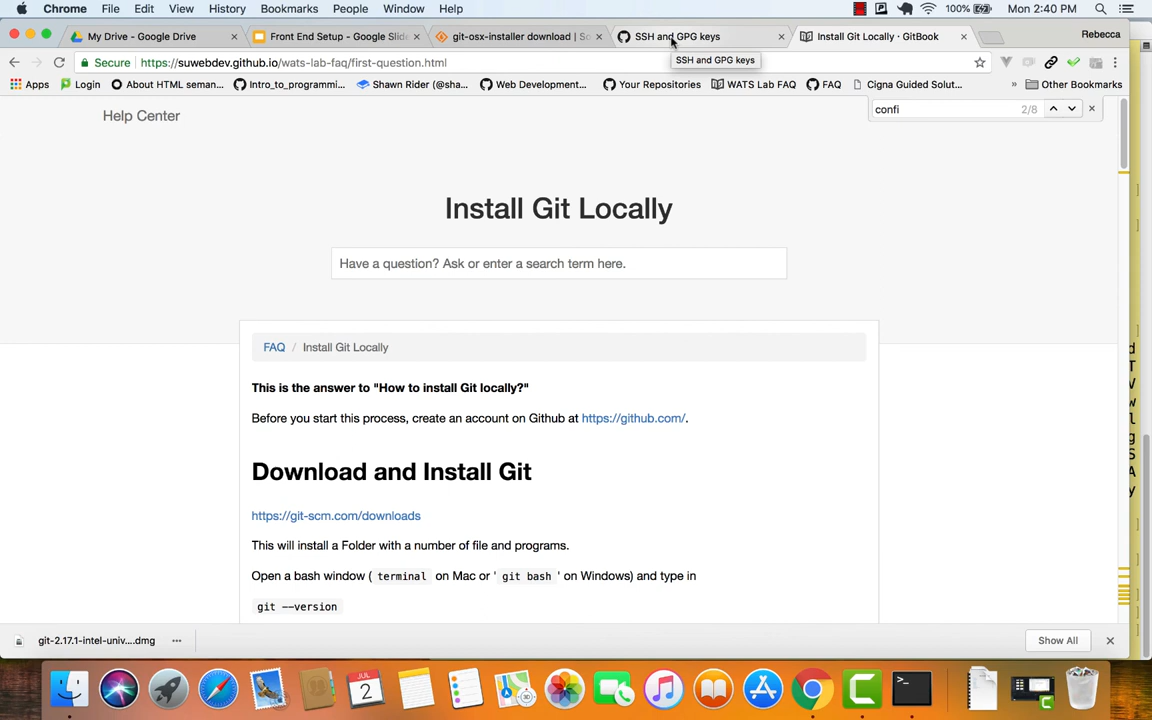 Chrome File Edit View History Bookmarks People Window Help 100% Mon 2:40 PM
My Drive - Google Drive Front End Setup - Google Slide git-osx-installer download | So SSH and GPG keys Install Git Locally · GitBook Rebecca
Secure https://suwebdev.github.io/wats-lab-faq/first-question.html
SSH and GPG keys
Apps Login About HTML seman... Intro_to_programmi... Shawn Rider (@sha... Web Development... Your Repositories WATS Lab FAQ FAQ Cigna Guided Solut... » Other Bookmarks
confi 2/8
Help Center
Install Git Locally
Have a question? Ask or enter a search term here.
FAQ / Install Git Locally
This is the answer to "How to install Git locally?"
Before you start this process, create an account on Github at https://github.com/.
Download and Install Git
https://git-scm.com/downloads
This will install a Folder with a number of file and programs.
Open a bash window ( terminal on Mac or ' git bash ' on Windows) and type in
git --version
git-2.17.1-intel-univ....dmg Show All
JUL
2